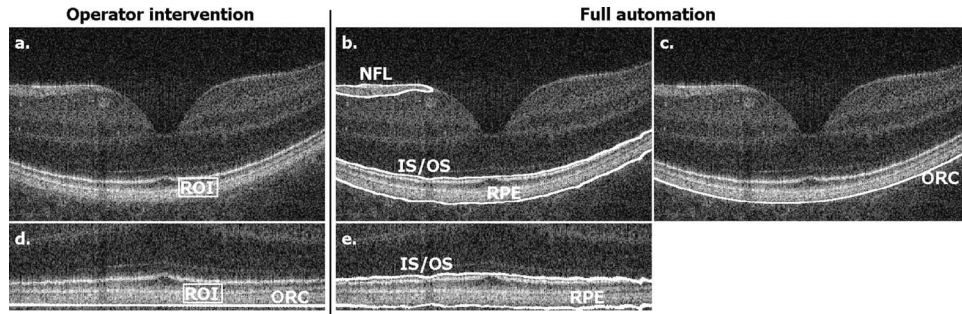 Operator intervention
Full automation
a.
ROI
b.
NFL
IS/OS
RPE
c.
ORC
d.
ROI
ORC
e.
IS/OS
RPE